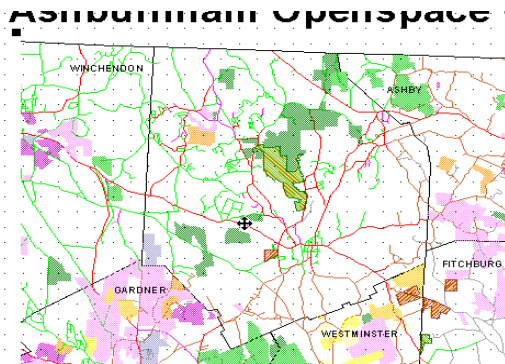 Ashburnham Openspace
WINCHENDON
ASHBY
FITCHBURG
GARDNER
WESTMINSTER